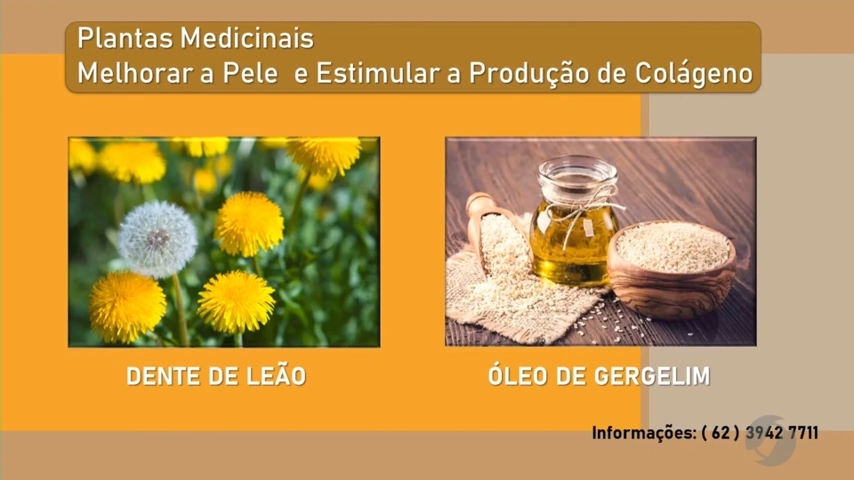 Plantas Medicinais
Melhorar a Pele e Estimular a Produção de Colágeno
DENTE DE LEÃO
ÓLEO DE GERGELIM
Informações: ( 62 ) 3942 7711